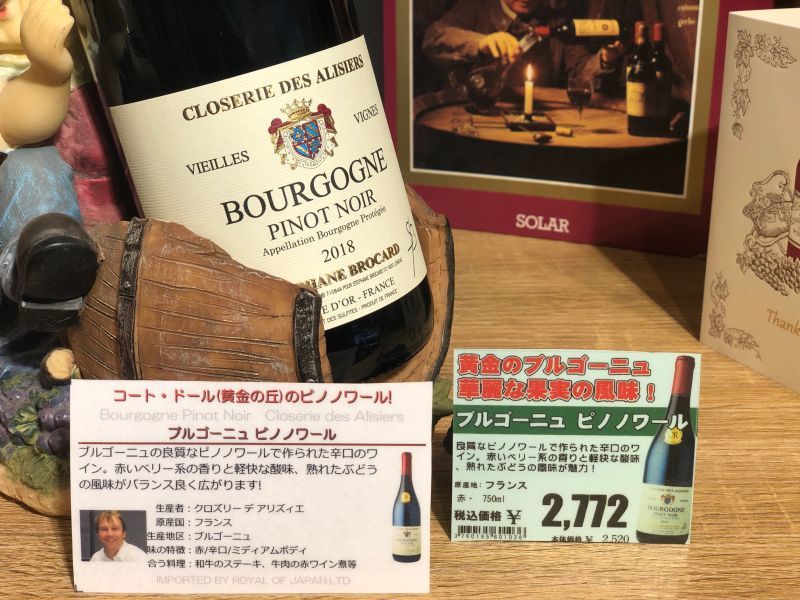 CLOSERIE DES ALISIERS
VIEILLES VIGNES
BOURGOGNE
PINOT NOIR
Appellation Bourgogne Protégée
2018
HANE BROCARD
E D'OR - FRANCE
PRODUCT OF FRANCE
SOLAR
Thank
コート・ドール(黄金の丘)のピノノワール!
Bourgogne Pinot Noir Closerie des Alisiers
ブルゴーニュ ピノノワール
ブルゴーニュの良質なピノノワールで作られた辛口のワ
イン。赤いベリー系の香りと軽快な酸味、熟れたぶどう
の風味がバランス良く広がります!
生産者：クロズリー デ アリズィエ
原産国：フランス
生産地区：ブルゴーニュ
味の特徴：赤/辛口/ミディアムボディ
合う料理：和牛のステーキ、牛肉の赤ワイン煮等
IMPORTED BY ROYAL OF JAPAN.LTD
黄金のブルゴーニュ
華麗な果実の風味！
ブルゴーニュ ピノノワール
良質なピノノワールで作られた辛口のワ
イン。赤いベリー系の香りと軽快な酸味
、熟れたぶどうの風味が魅力！
原産地: フランス
赤・ 750ml
税込価格 ¥ 2,772
3760165601036
本体価格 ¥ 2,520
BOURGOGNE
PINOT NOIR